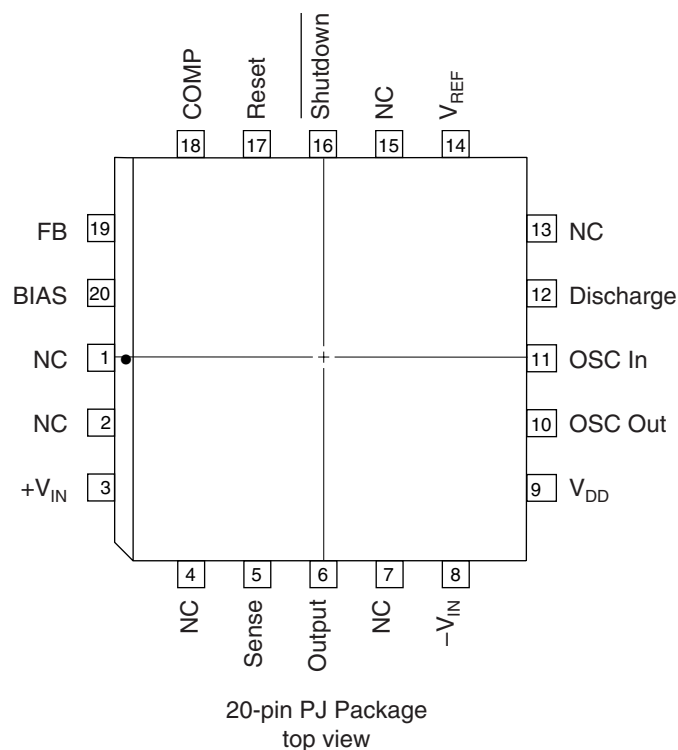 COMP
Reset
Shutdown
NC
VREF
18
17
16
15
14
FB 19
BIAS 20
NC 1
NC 2
+VIN 3
13 NC
12 Discharge
11 OSC In
10 OSC Out
9 VDD
4
5
6
7
8
NC
Sense
Output
NC
–VIN
20-pin PJ Package
top view